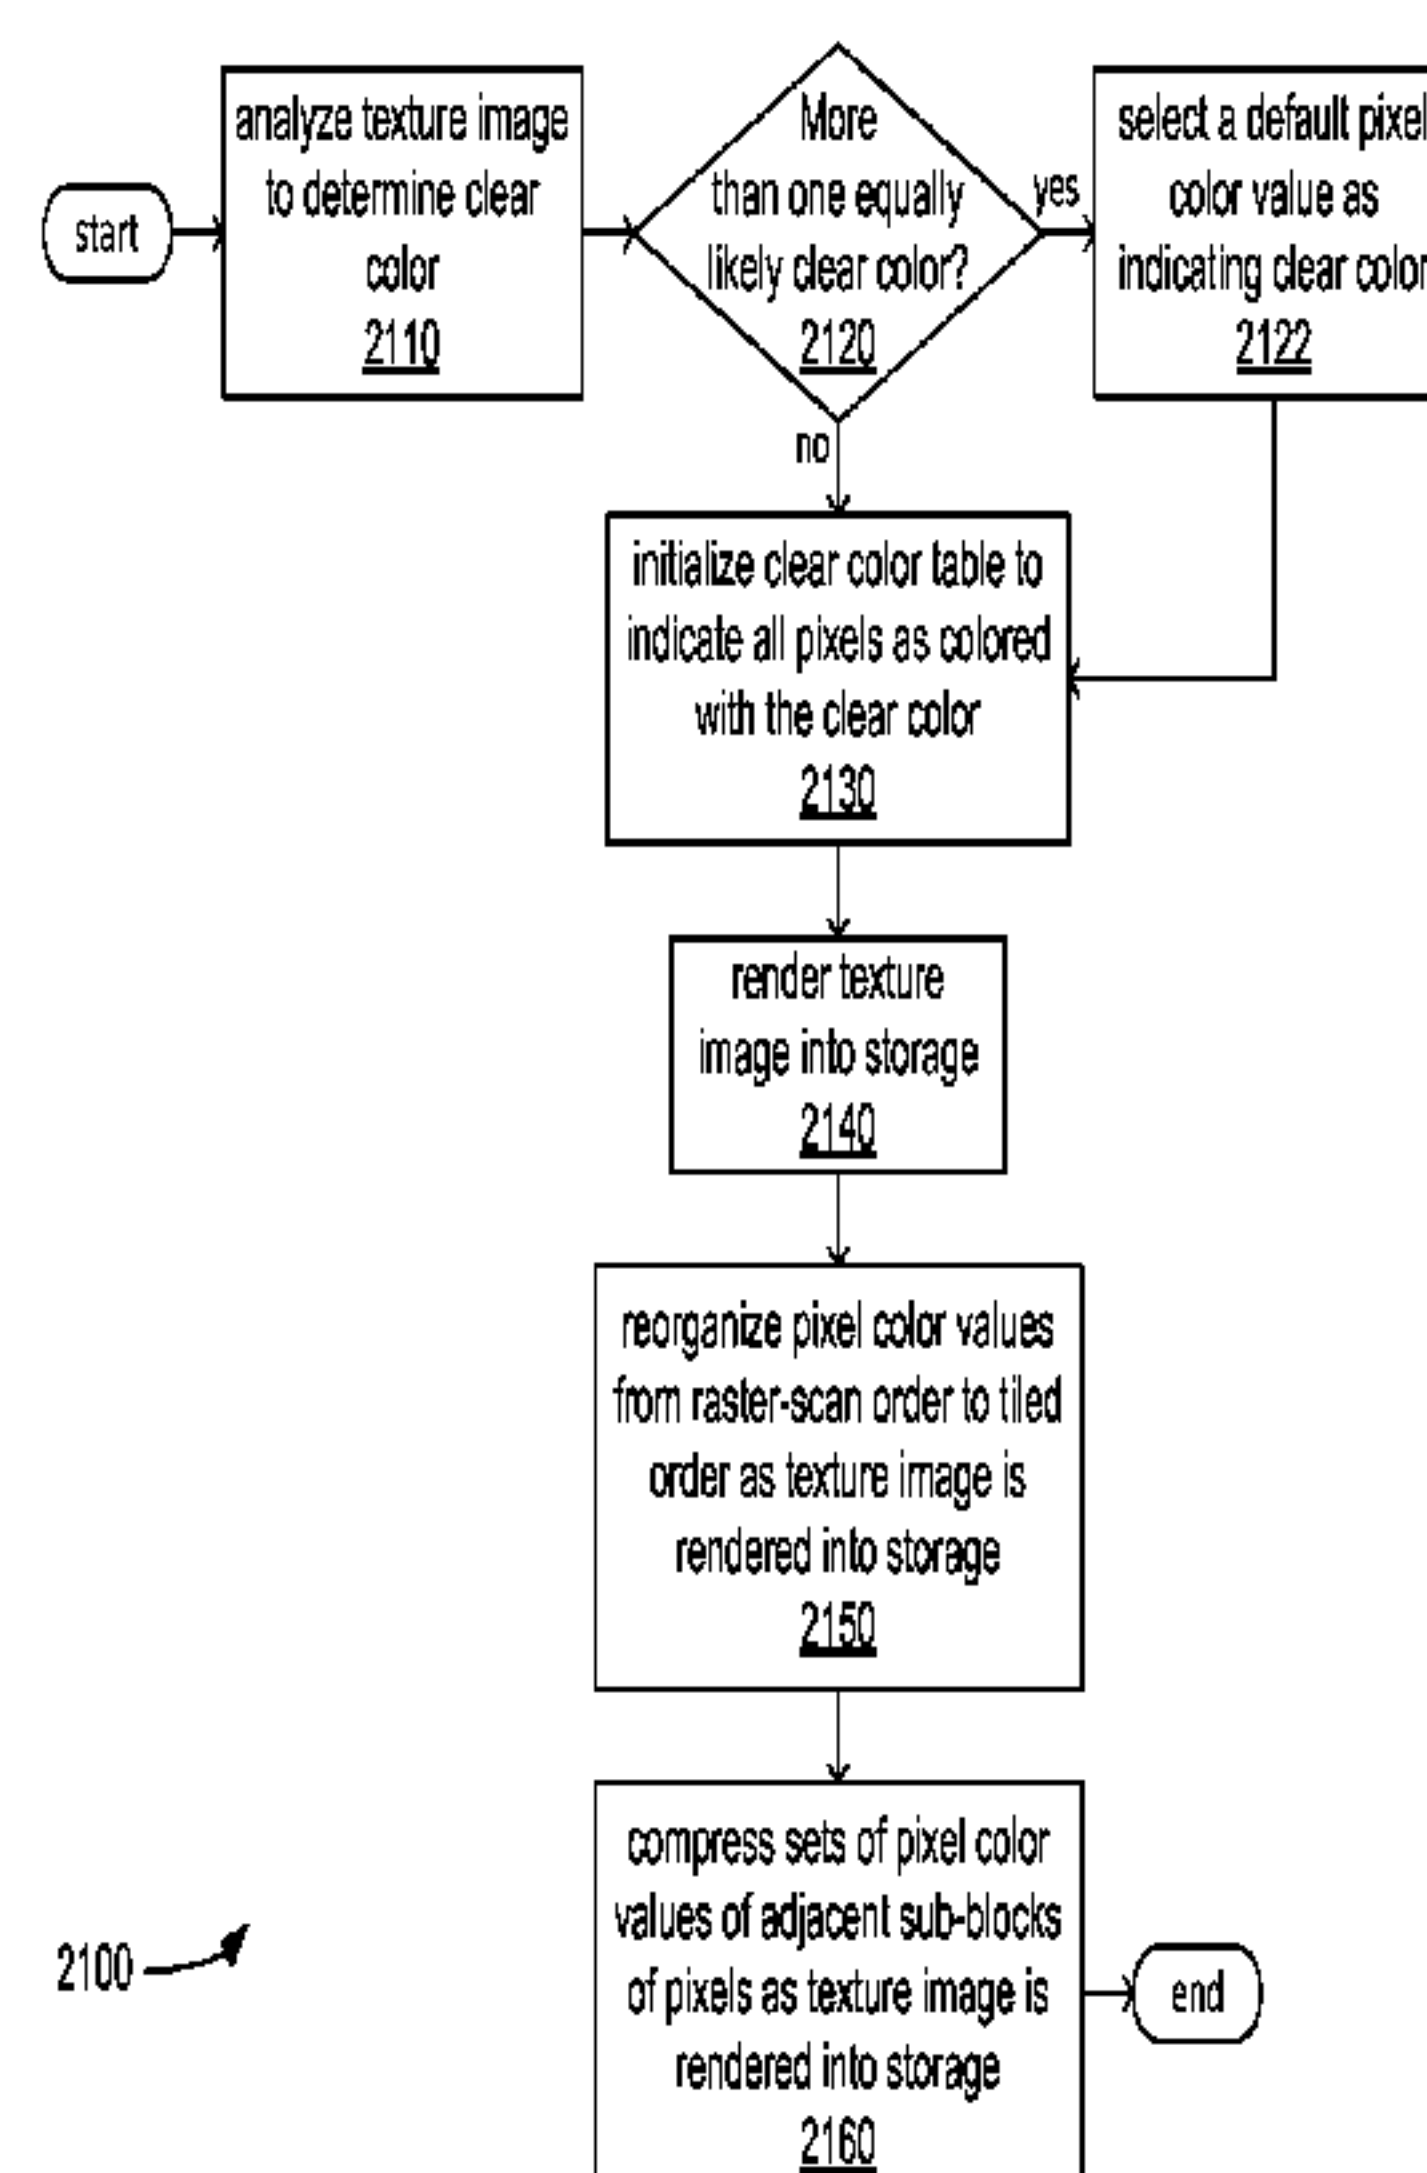 start
analyze texture image
to determine clear
color
2110
More
than one equally
likely clear color?
2120
yes
select a default pixel
color value as
indicating clear color
2122
no
initialize clear color table to
indicate all pixels as colored
with the clear color
2130
render texture
image into storage
2140
reorganize pixel color values
from raster-scan order to tiled
order as texture image is
rendered into storage
2150
compress sets of pixel color
values of adjacent sub-blocks
of pixels as texture image is
rendered into storage
2160
end
2100